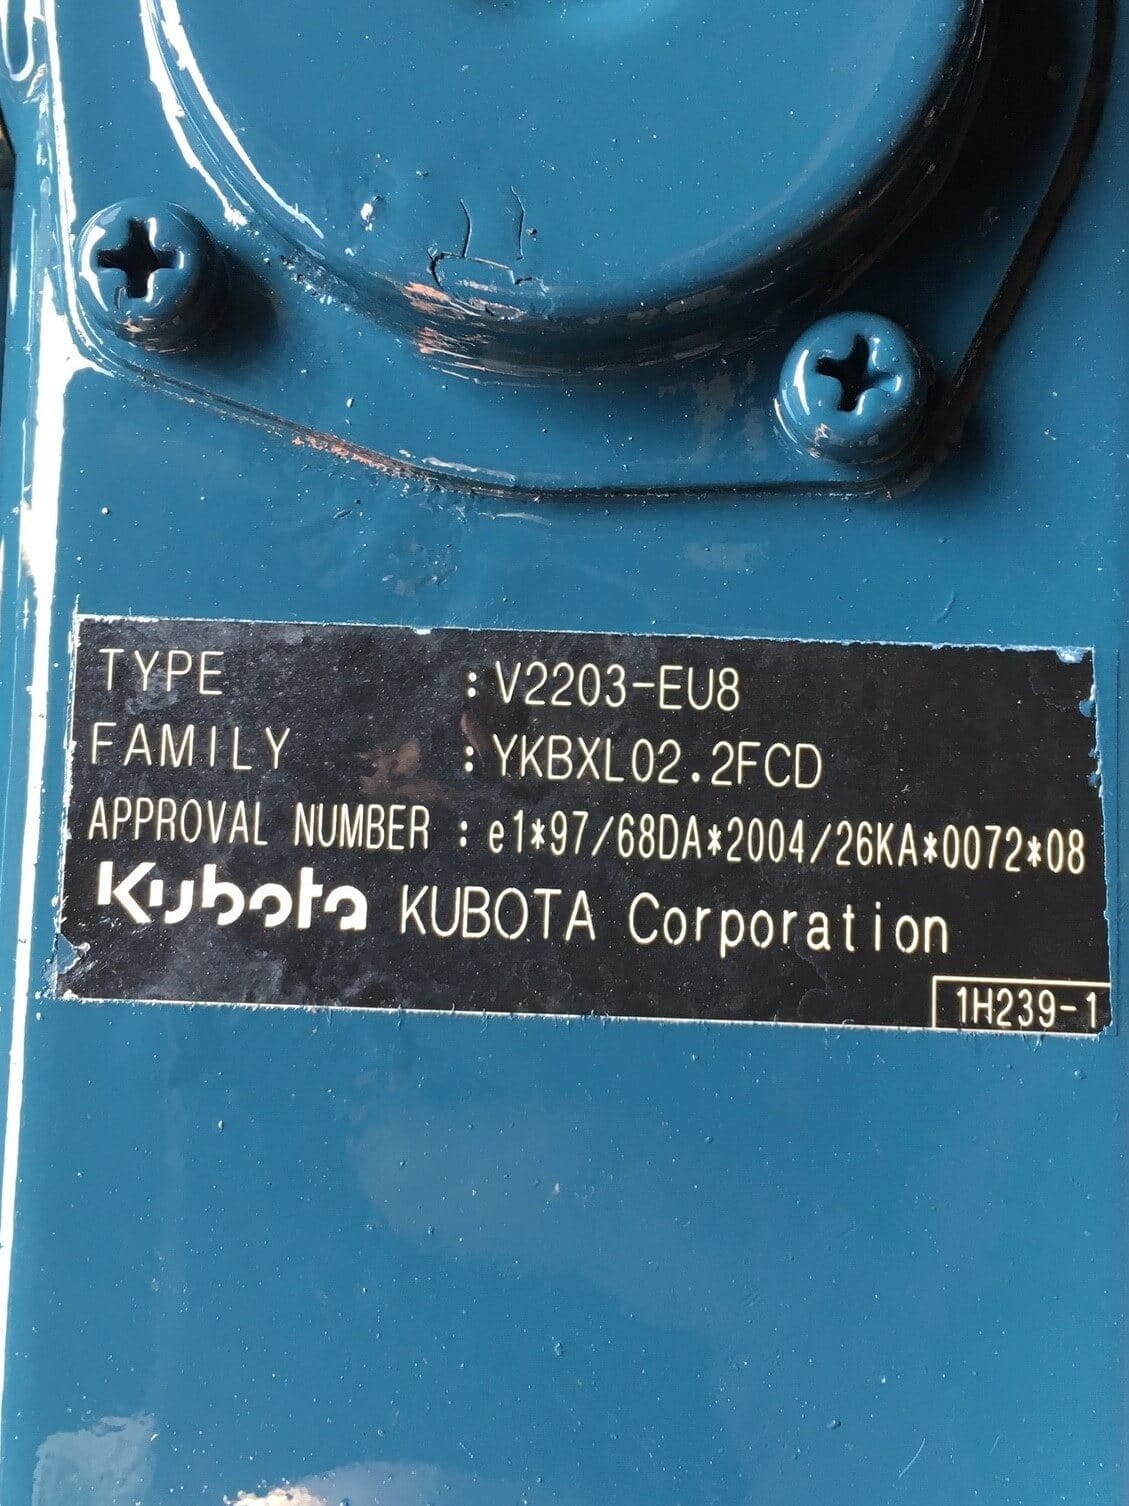 TYPE : V2203-EU8
FAMILY : YKBXL02.2FCD
APPROVAL NUMBER : e1*97/68DA*2004/26KA*0072*08
Kubota KUBOTA Corporation
1H239-1